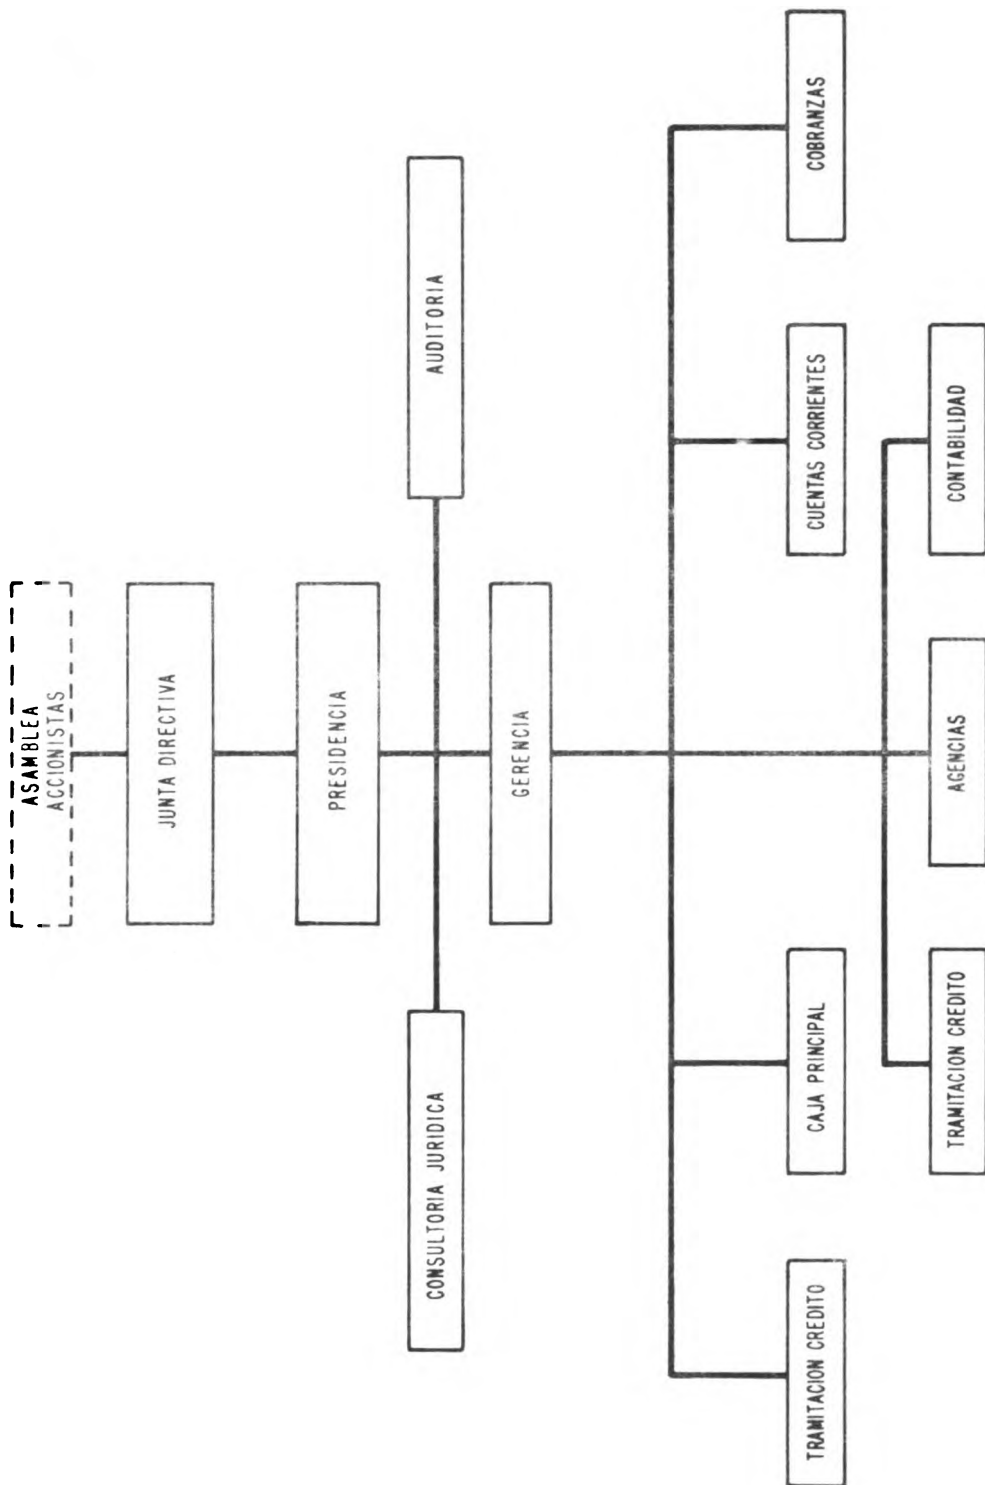 ASAMBLEA
ACCIONISTAS
JUNTA DIRECTIVA
PRESIDENCIA
CONSULTORIA JURIDICA
AUDITORIA
GERENCIA
TRAMITACION CREDITO
CAJA PRINCIPAL
CUENTAS CORRIENTES
COBRANZAS
TRAMITACION CREDITO
AGENCIAS
CONTABILIDAD